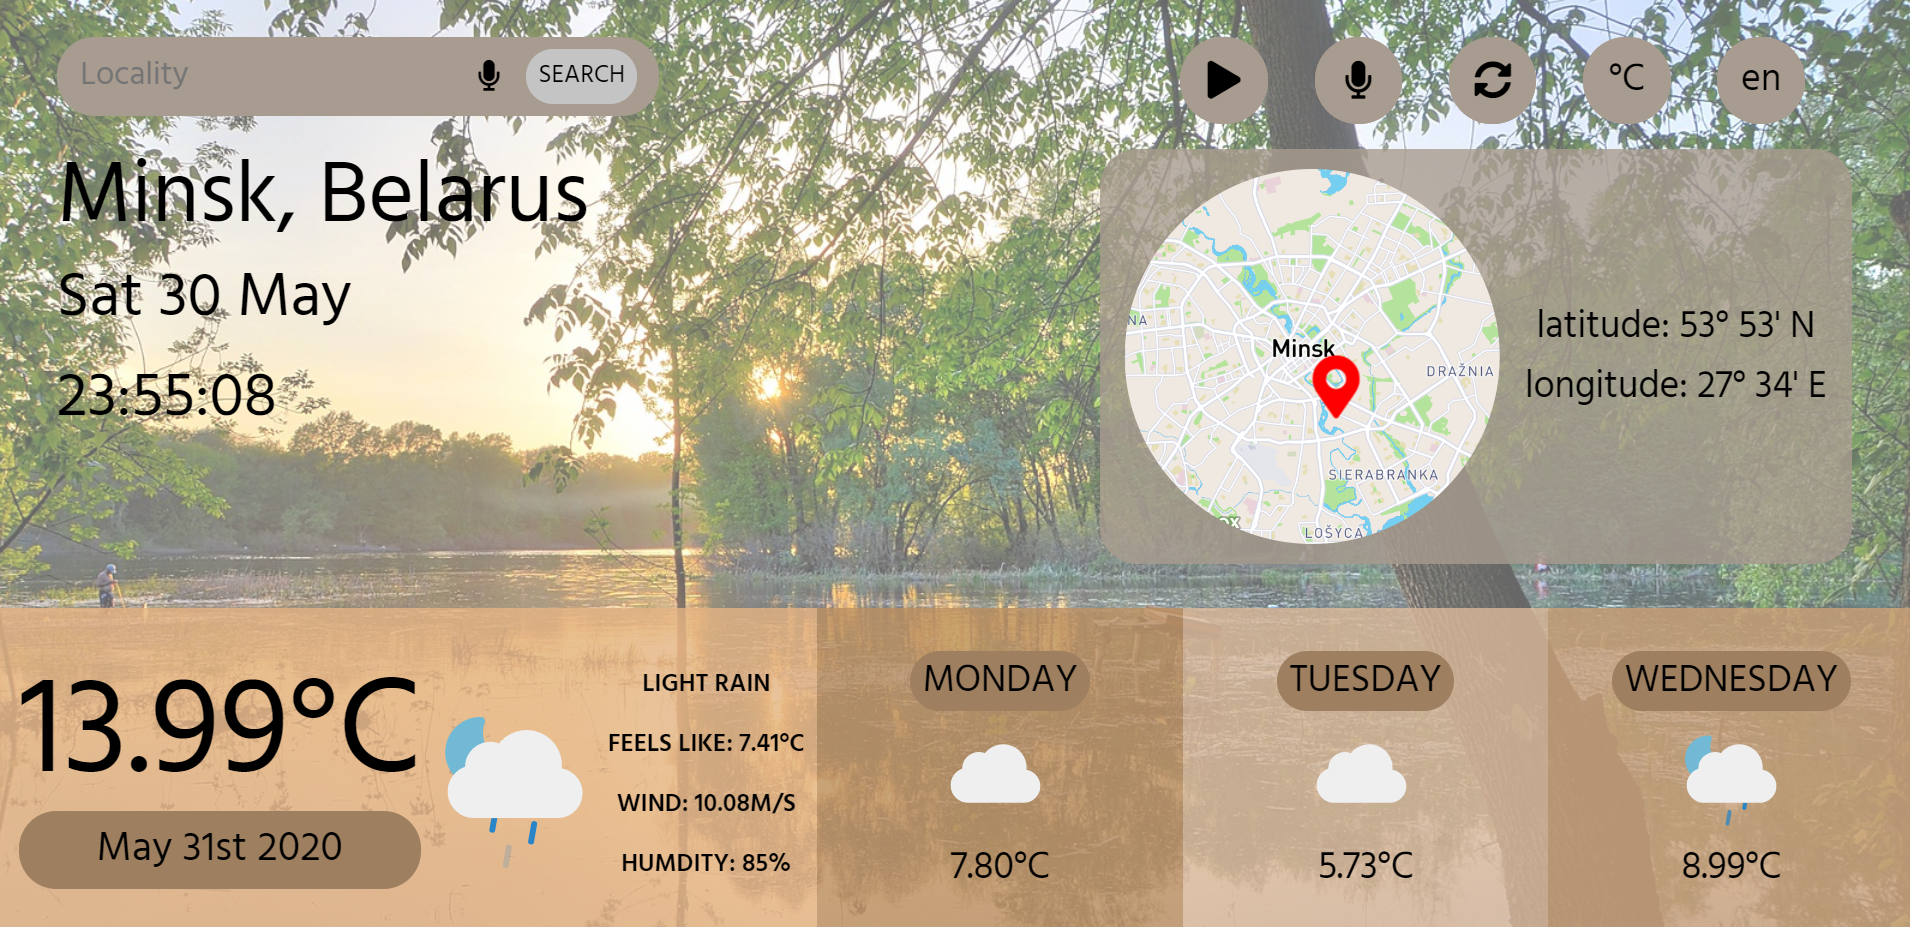 Locality
SEARCH
°C
en
Minsk, Belarus
Sat 30 May
23:55:08
NA
Minsk
DRAŽNIA
SIERABRANKA
LOŠYCA
latitude: 53° 53' N
longitude: 27° 34' E
13.99°C
May 31st 2020
LIGHT RAIN
FEELS LIKE: 7.41°C
WIND: 10.08M/S
HUMDITY: 85%
MONDAY
7.80°C
TUESDAY
5.73°C
WEDNESDAY
8.99°C